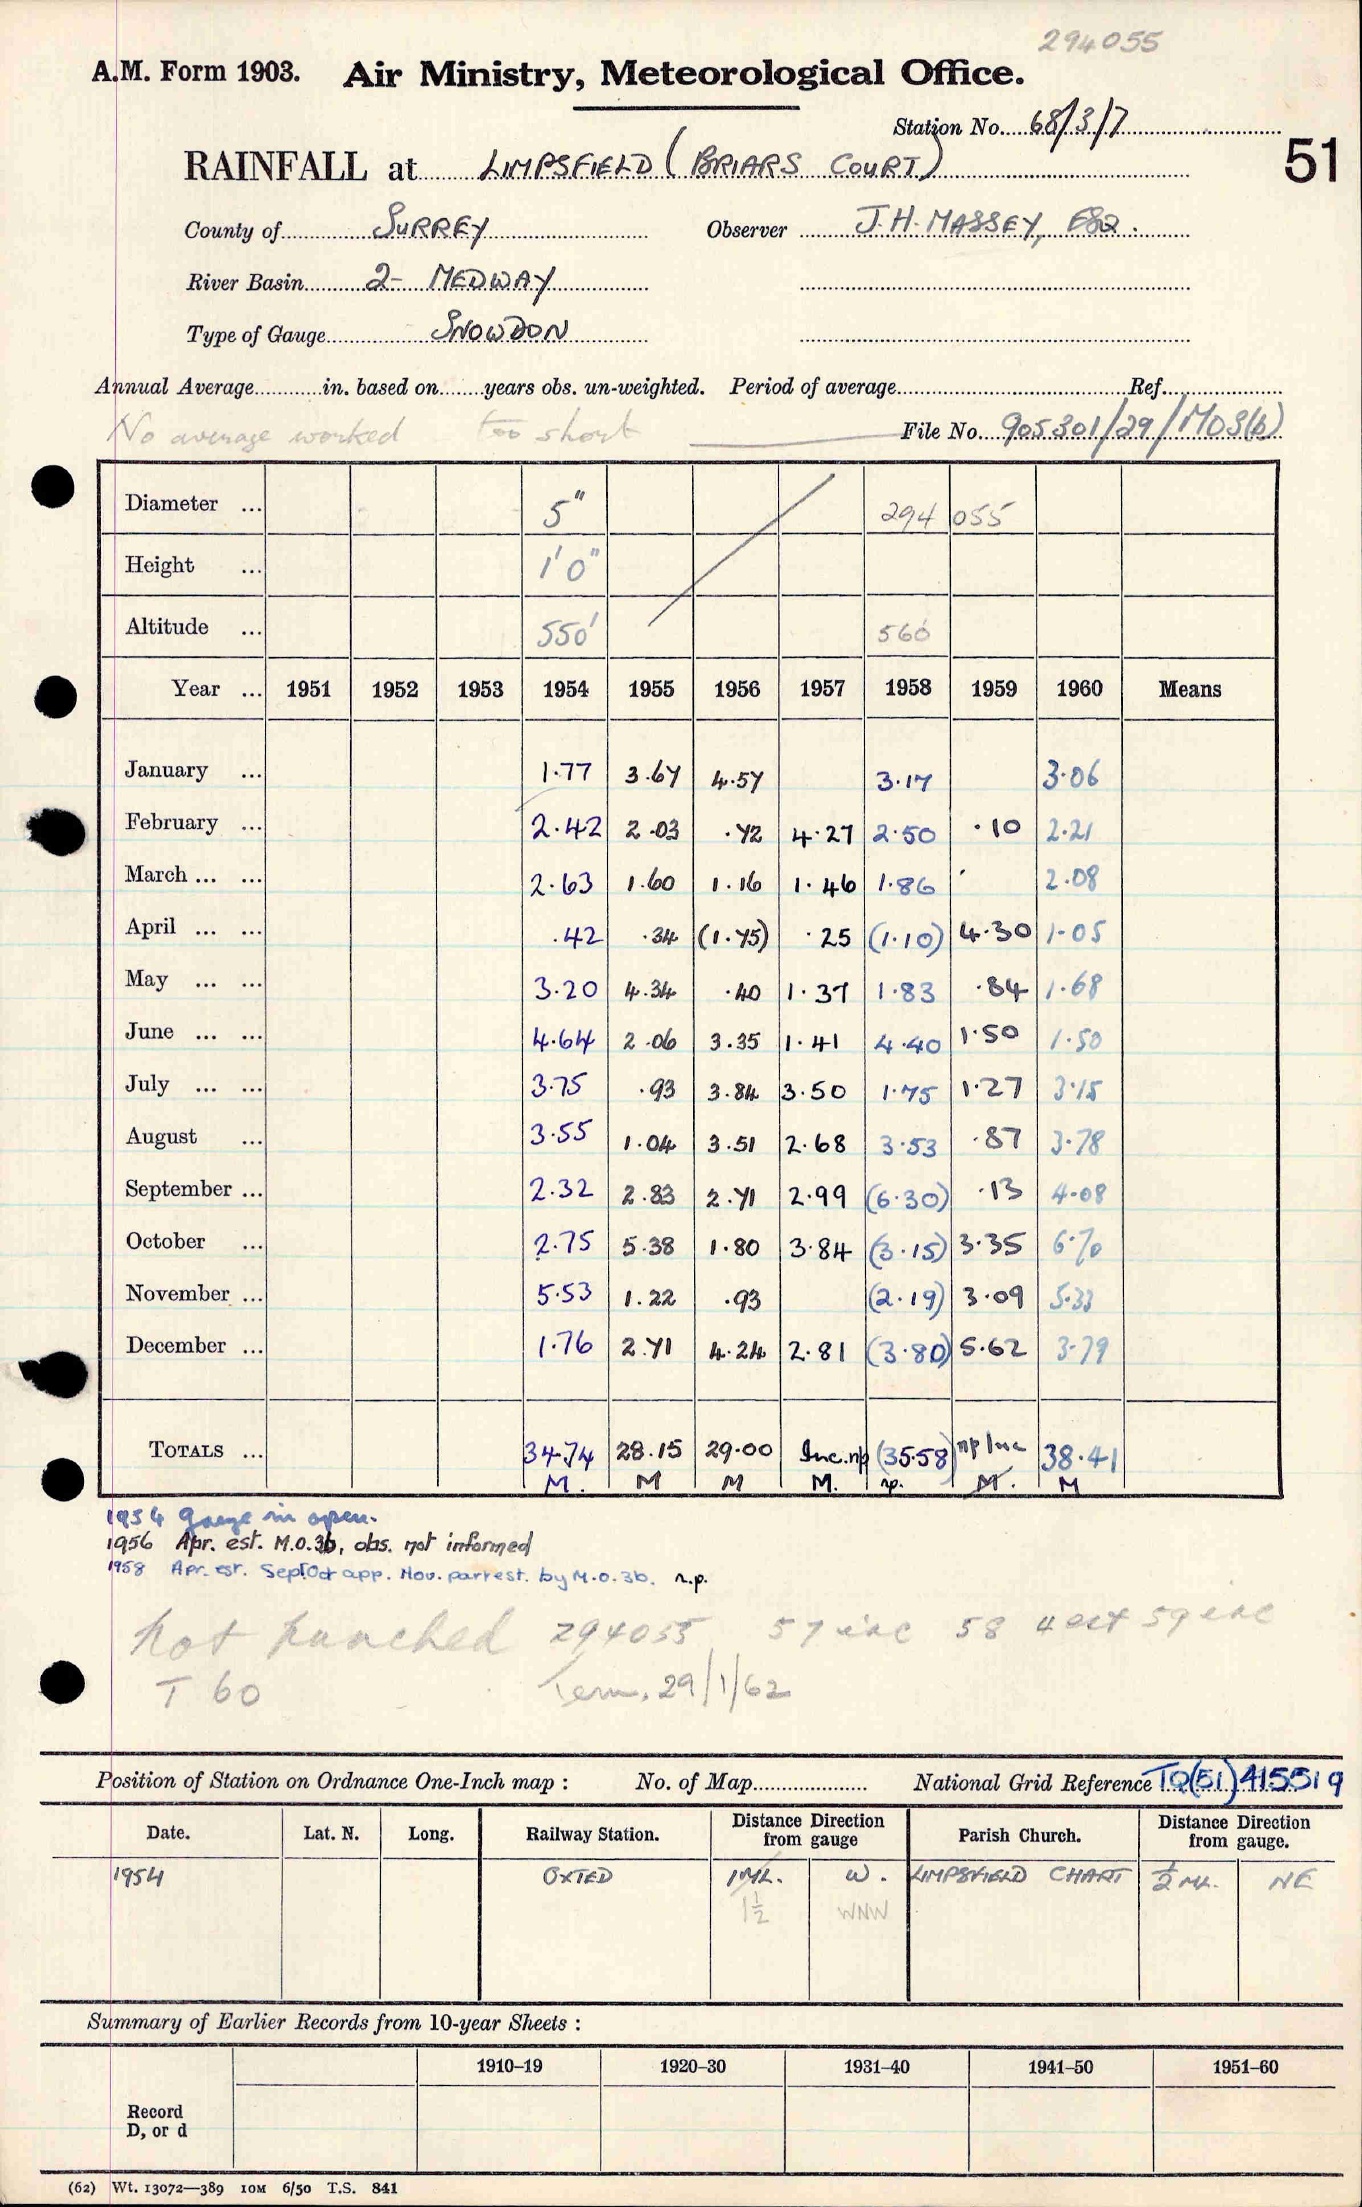 294055
A.M. Form 1903. Air Ministry, Meteorological Office.
Station No. 68/3/7
51
RAINFALL at LIMPSFIELD (BRIARS COURT)
County of SURREY Observer J.H. MASSEY, ESQ.
River Basin 2- MEDWAY
Type of Gauge SNOWDON
Annual Average in. based on years obs. un-weighted. Period of average Ref.
No average worked too short File No. 905301/29/MO3(b)
Diameter ... 5" 294 055
Height ... 1'0"
Altitude ... 550' 560
Year ... 1951 1952 1953 1954 1955 1956 1957 1958 1959 1960 Means
January ... 1.77 3.67 4.57 3.17 3.06
February ... 2.42 2.03 .72 4.27 2.50 .10 2.21
March ... ... 2.63 1.60 1.16 1.46 1.86 2.08
April ... ... .42 .34 (1.75) .25 (1.10) 4.30 1.05
May ... ... 3.20 4.34 .40 1.37 1.83 .84 1.68
June ... ... 4.64 2.06 3.35 1.41 4.40 1.50 1.50
July ... ... 3.75 .93 3.84 3.50 1.75 1.27 3.15
August ... 3.55 1.04 3.51 2.68 3.53 .87 3.78
September ... 2.32 2.83 2.71 2.99 (6.30) .13 4.08
October ... 2.75 5.38 1.80 3.84 (3.15) 3.35 6.70
November ... 5.53 1.22 .93 (2.19) 3.09 5.33
December ... 1.76 2.71 4.24 2.81 (3.80) 5.62 3.79
TOTALS ... 34.74 28.15 29.00 Inc. np (35.58) np Inc 38.41
M. M M M. np. M. M
1954 gauge in open.
1956 Apr. est. M.O.3b, obs. not informed
1958 Apr. est. Sept. Oct app. Nov. part est. by M.O.3b. n.p.
not punched 294055 57 inc 58 4 est 59 inc
T 60 Term. 29/1/62
Position of Station on Ordnance One-Inch map : No. of Map National Grid Reference TQ(51)415519
Date. Lat. N. Long. Railway Station. Distance from gauge Direction Parish Church. Distance from gauge. Direction
1954 OXTED 1 ML. W. LIMPSFIELD CHART ½ ML. NE
1½ WNW
Summary of Earlier Records from 10-year Sheets :
1910–19 1920–30 1931–40 1941–50 1951–60
Record
D, or d
(62) Wt. 13072—389 10M 6/50 T.S. 841